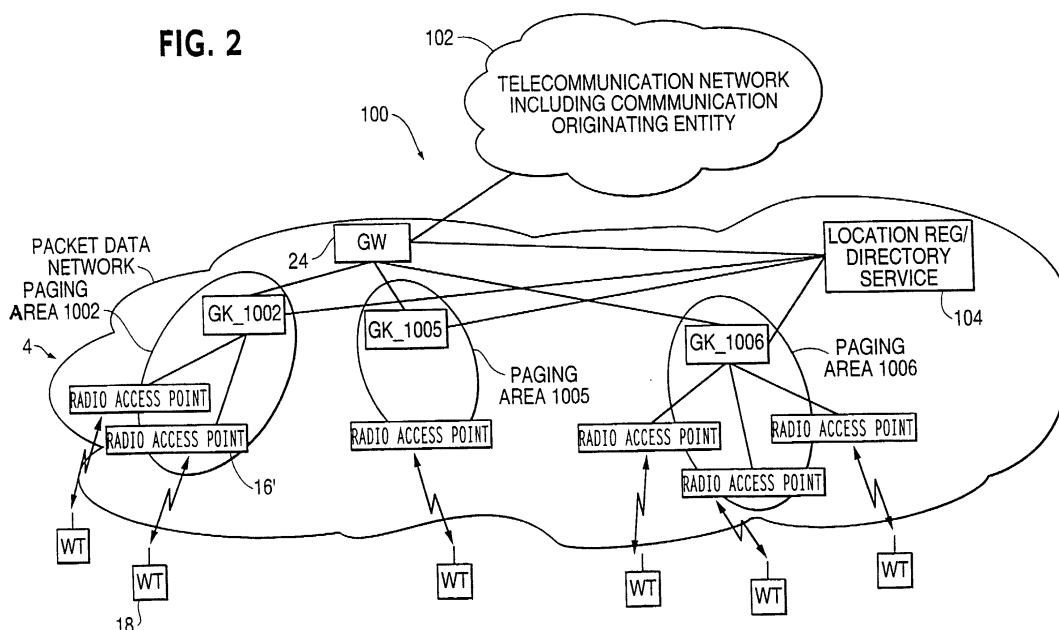 FIG. 2
102
TELECOMMUNICATION NETWORK
INCLUDING COMMMUNICATION
ORIGINATING ENTITY
100
PACKET DATA
NETWORK
PAGING
AREA 1002
4
24
GW
LOCATION REG/
DIRECTORY
SERVICE
104
GK_1002
GK_1005
GK_1006
PAGING
AREA 1005
PAGING
AREA 1006
RADIO ACCESS POINT
RADIO ACCESS POINT
16'
RADIO ACCESS POINT
RADIO ACCESS POINT
RADIO ACCESS POINT
RADIO ACCESS POINT
WT
WT
18
WT
WT
WT
WT